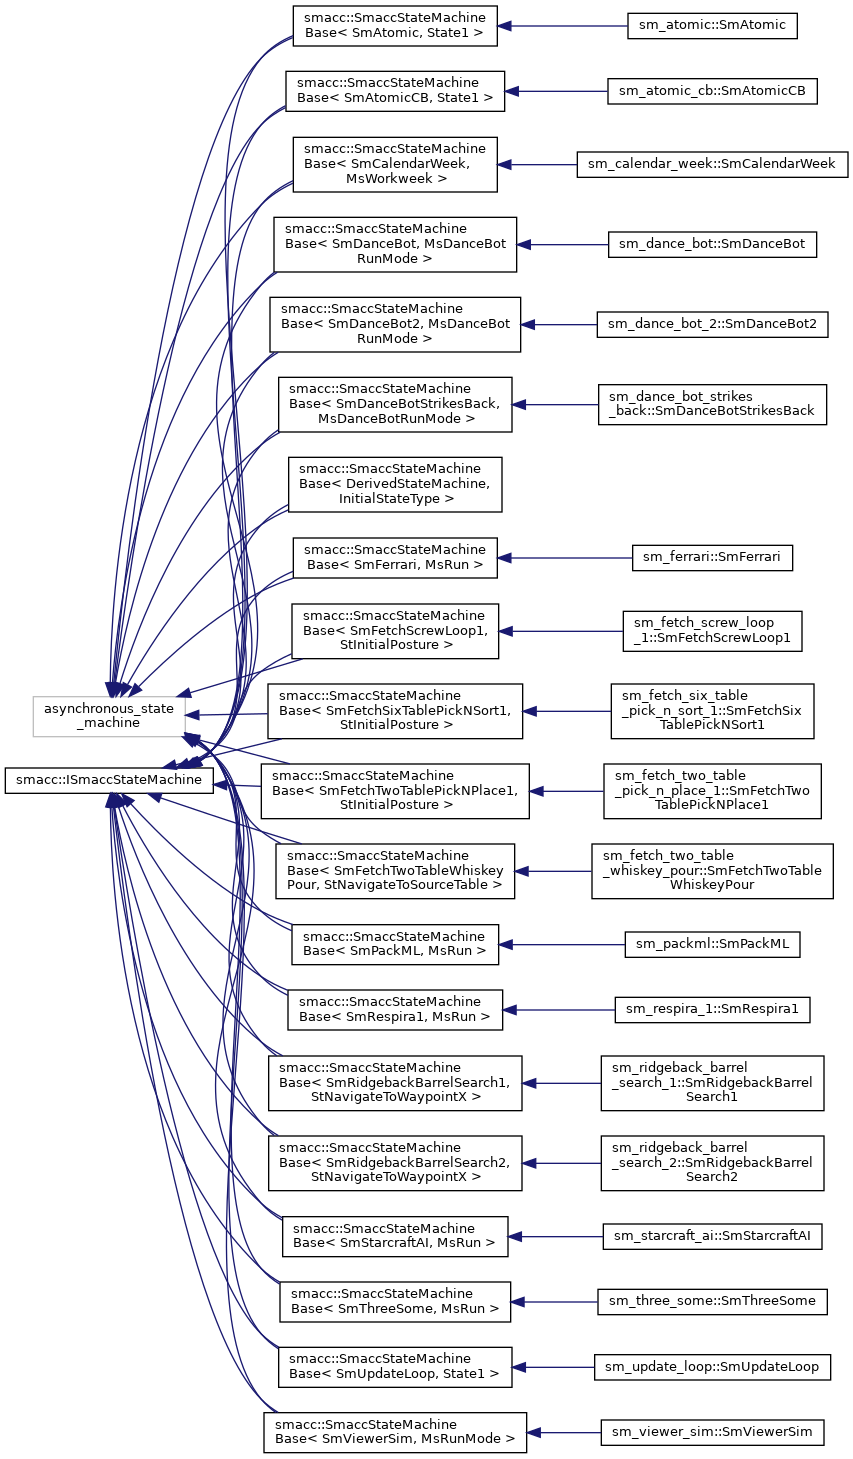 smacc::SmaccStateMachine
Base< SmAtomic, State1 >
sm_atomic::SmAtomic
smacc::SmaccStateMachine
Base< SmAtomicCB, State1 >
sm_atomic_cb::SmAtomicCB
smacc::SmaccStateMachine
Base< SmCalendarWeek,
MsWorkweek >
sm_calendar_week::SmCalendarWeek
smacc::SmaccStateMachine
Base< SmDanceBot, MsDanceBot
RunMode >
sm_dance_bot::SmDanceBot
smacc::SmaccStateMachine
Base< SmDanceBot2, MsDanceBot
RunMode >
sm_dance_bot_2::SmDanceBot2
smacc::SmaccStateMachine
Base< SmDanceBotStrikesBack,
MsDanceBotRunMode >
sm_dance_bot_strikes
_back::SmDanceBotStrikesBack
smacc::SmaccStateMachine
Base< DerivedStateMachine,
InitialStateType >
smacc::SmaccStateMachine
Base< SmFerrari, MsRun >
sm_ferrari::SmFerrari
smacc::SmaccStateMachine
Base< SmFetchScrewLoop1,
StInitialPosture >
sm_fetch_screw_loop
_1::SmFetchScrewLoop1
asynchronous_state
_machine
smacc::SmaccStateMachine
Base< SmFetchSixTablePickNSort1,
StInitialPosture >
sm_fetch_six_table
_pick_n_sort_1::SmFetchSix
TablePickNSort1
smacc::ISmaccStateMachine
smacc::SmaccStateMachine
Base< SmFetchTwoTablePickNPlace1,
StInitialPosture >
sm_fetch_two_table
_pick_n_place_1::SmFetchTwo
TablePickNPlace1
smacc::SmaccStateMachine
Base< SmFetchTwoTableWhiskey
Pour, StNavigateToSourceTable >
sm_fetch_two_table
_whiskey_pour::SmFetchTwoTable
WhiskeyPour
smacc::SmaccStateMachine
Base< SmPackML, MsRun >
sm_packml::SmPackML
smacc::SmaccStateMachine
Base< SmRespira1, MsRun >
sm_respira_1::SmRespira1
smacc::SmaccStateMachine
Base< SmRidgebackBarrelSearch1,
StNavigateToWaypointX >
sm_ridgeback_barrel
_search_1::SmRidgebackBarrel
Search1
smacc::SmaccStateMachine
Base< SmRidgebackBarrelSearch2,
StNavigateToWaypointX >
sm_ridgeback_barrel
_search_2::SmRidgebackBarrel
Search2
smacc::SmaccStateMachine
Base< SmStarcraftAI, MsRun >
sm_starcraft_ai::SmStarcraftAI
smacc::SmaccStateMachine
Base< SmThreeSome, MsRun >
sm_three_some::SmThreeSome
smacc::SmaccStateMachine
Base< SmUpdateLoop, State1 >
sm_update_loop::SmUpdateLoop
smacc::SmaccStateMachine
Base< SmViewerSim, MsRunMode >
sm_viewer_sim::SmViewerSim